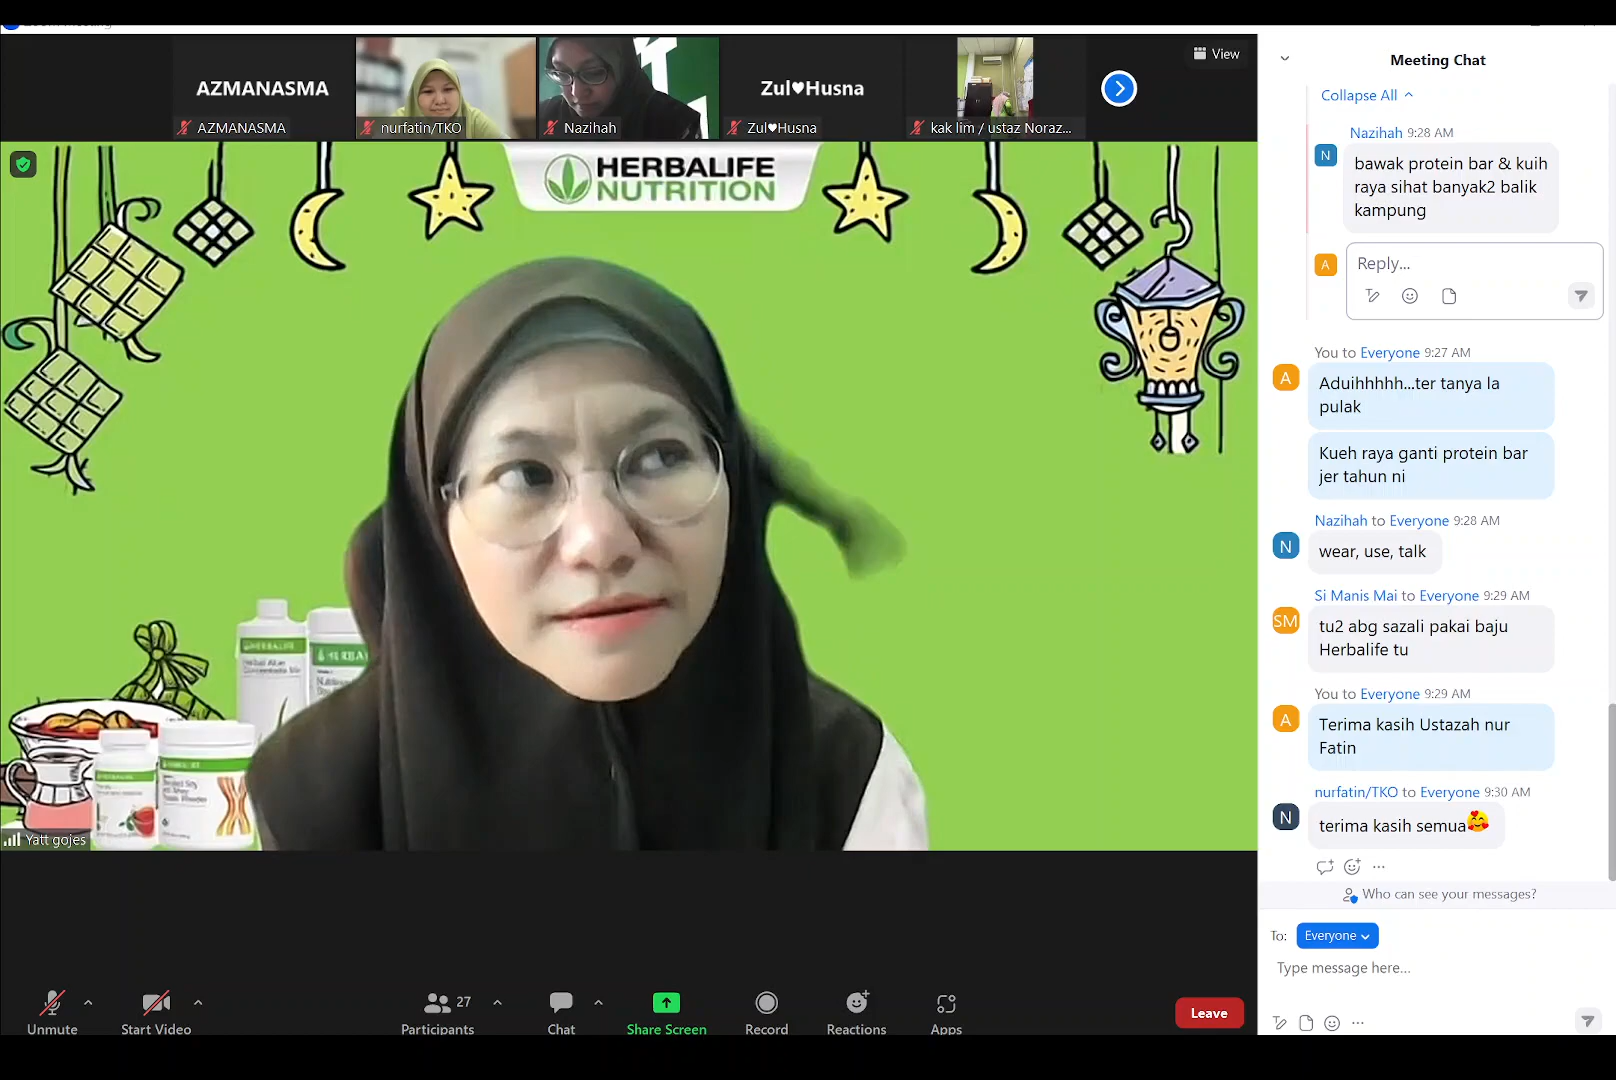 View
AZMANASMA
AZMANASMA
nurfatin/TKO
Nazihah
Zul♥Husna
Zul♥Husna
kak lim / ustaz Noraz...
HERBALIFE
NUTRITION
HERBALIFE
Yatt gojes
Unmute
Start Video
27
Participants
Chat
Share Screen
Record
Reactions
Apps
Leave
Meeting Chat
Collapse All
Nazihah 9:28 AM
N
bawak protein bar & kuih
raya sihat banyak2 balik
kampung
A
Reply...
You to Everyone 9:27 AM
A
Aduihhhhh...ter tanya la
pulak
Kueh raya ganti protein bar
jer tahun ni
Nazihah to Everyone 9:28 AM
N
wear, use, talk
Si Manis Mai to Everyone 9:29 AM
SM
tu2 abg sazali pakai baju
Herbalife tu
You to Everyone 9:29 AM
A
Terima kasih Ustazah nur
Fatin
nurfatin/TKO to Everyone 9:30 AM
N
terima kasih semua🥰
Who can see your messages?
To: Everyone
Type message here...